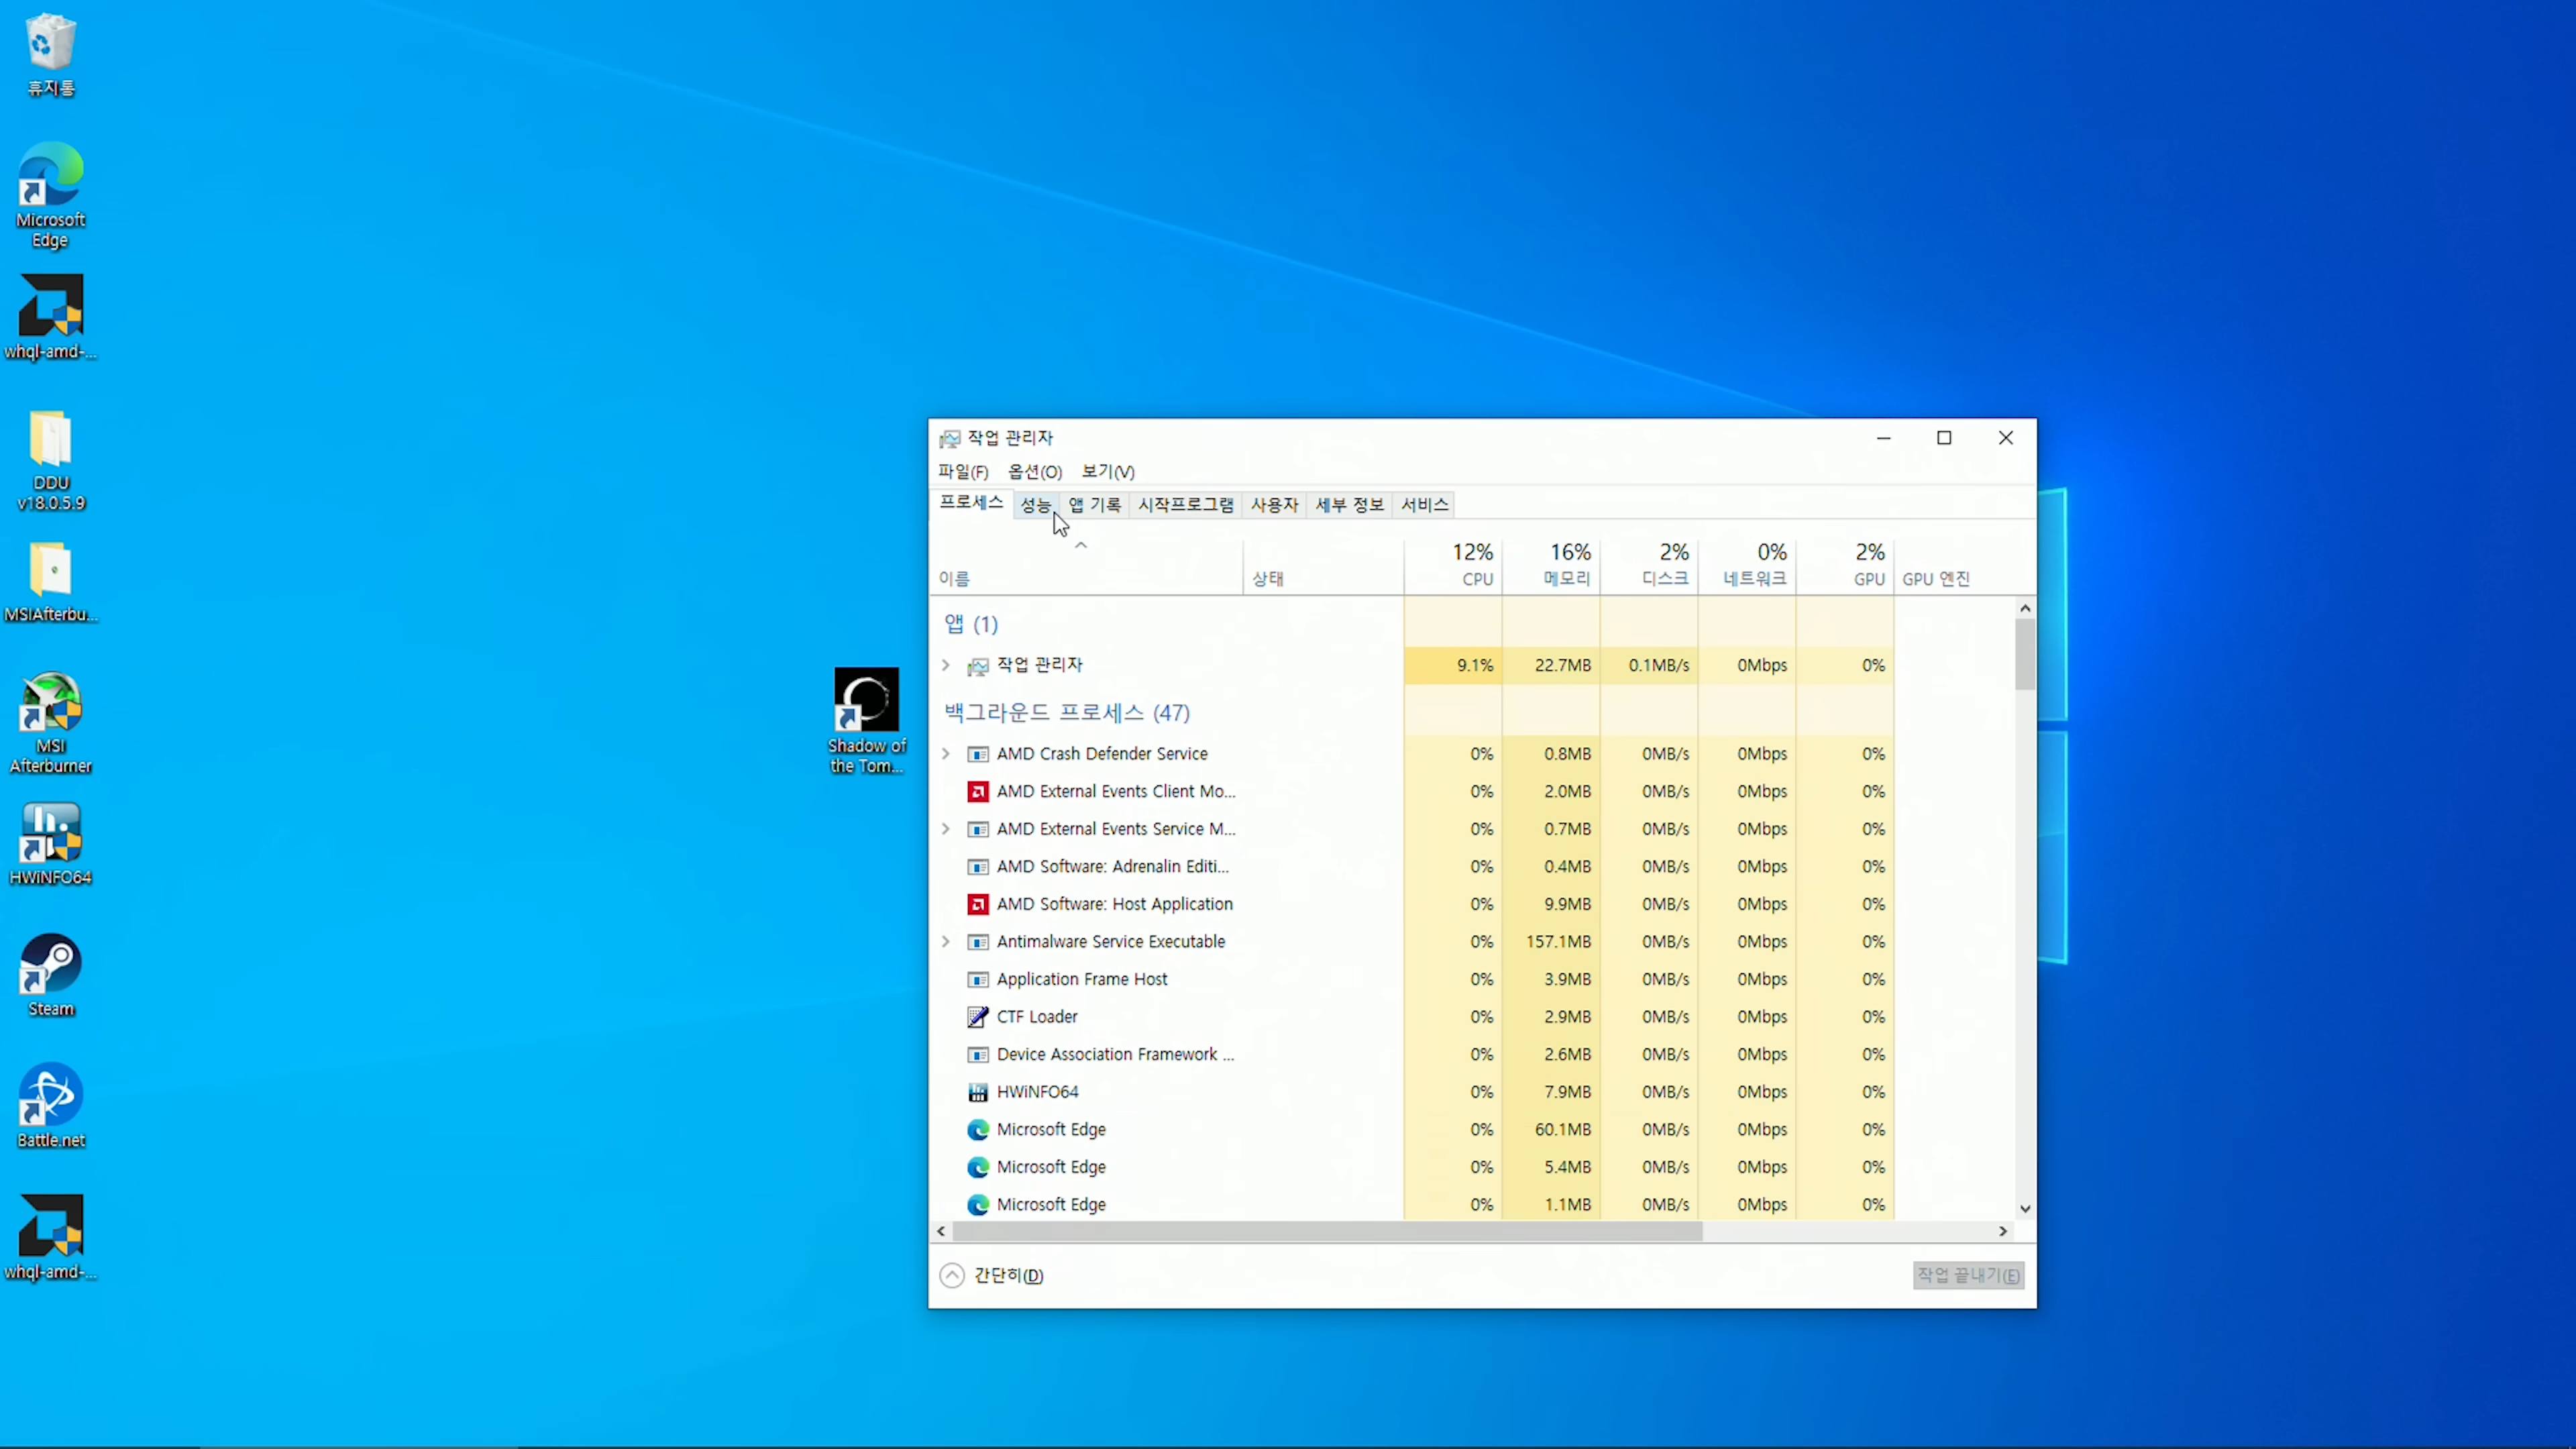 휴지통
Microsoft
Edge
whql-amd-...
DDU
v18.0.5.9
MSIAfterbu...
MSI
Afterburner
HWiNFO64
Steam
Battle.net
whql-amd-...
Shadow of
the Tom...
작업 관리자
파일(F) 옵션(O) 보기(V)
프로세스 성능 앱 기록 시작프로그램 사용자 세부 정보 서비스
12% 16% 2% 0% 2%
이름 상태 CPU 메모리 디스크 네트워크 GPU GPU 엔진
앱 (1)
작업 관리자 9.1% 22.7MB 0.1MB/s 0Mbps 0%
백그라운드 프로세스 (47)
AMD Crash Defender Service 0% 0.8MB 0MB/s 0Mbps 0%
AMD External Events Client Mo... 0% 2.0MB 0MB/s 0Mbps 0%
AMD External Events Service M... 0% 0.7MB 0MB/s 0Mbps 0%
AMD Software: Adrenalin Editi... 0% 0.4MB 0MB/s 0Mbps 0%
AMD Software: Host Application 0% 9.9MB 0MB/s 0Mbps 0%
Antimalware Service Executable 0% 157.1MB 0MB/s 0Mbps 0%
Application Frame Host 0% 3.9MB 0MB/s 0Mbps 0%
CTF Loader 0% 2.9MB 0MB/s 0Mbps 0%
Device Association Framework ... 0% 2.6MB 0MB/s 0Mbps 0%
HWiNFO64 0% 7.9MB 0MB/s 0Mbps 0%
Microsoft Edge 0% 60.1MB 0MB/s 0Mbps 0%
Microsoft Edge 0% 5.4MB 0MB/s 0Mbps 0%
Microsoft Edge 0% 1.1MB 0MB/s 0Mbps 0%
간단히(D) 작업 끝내기(E)